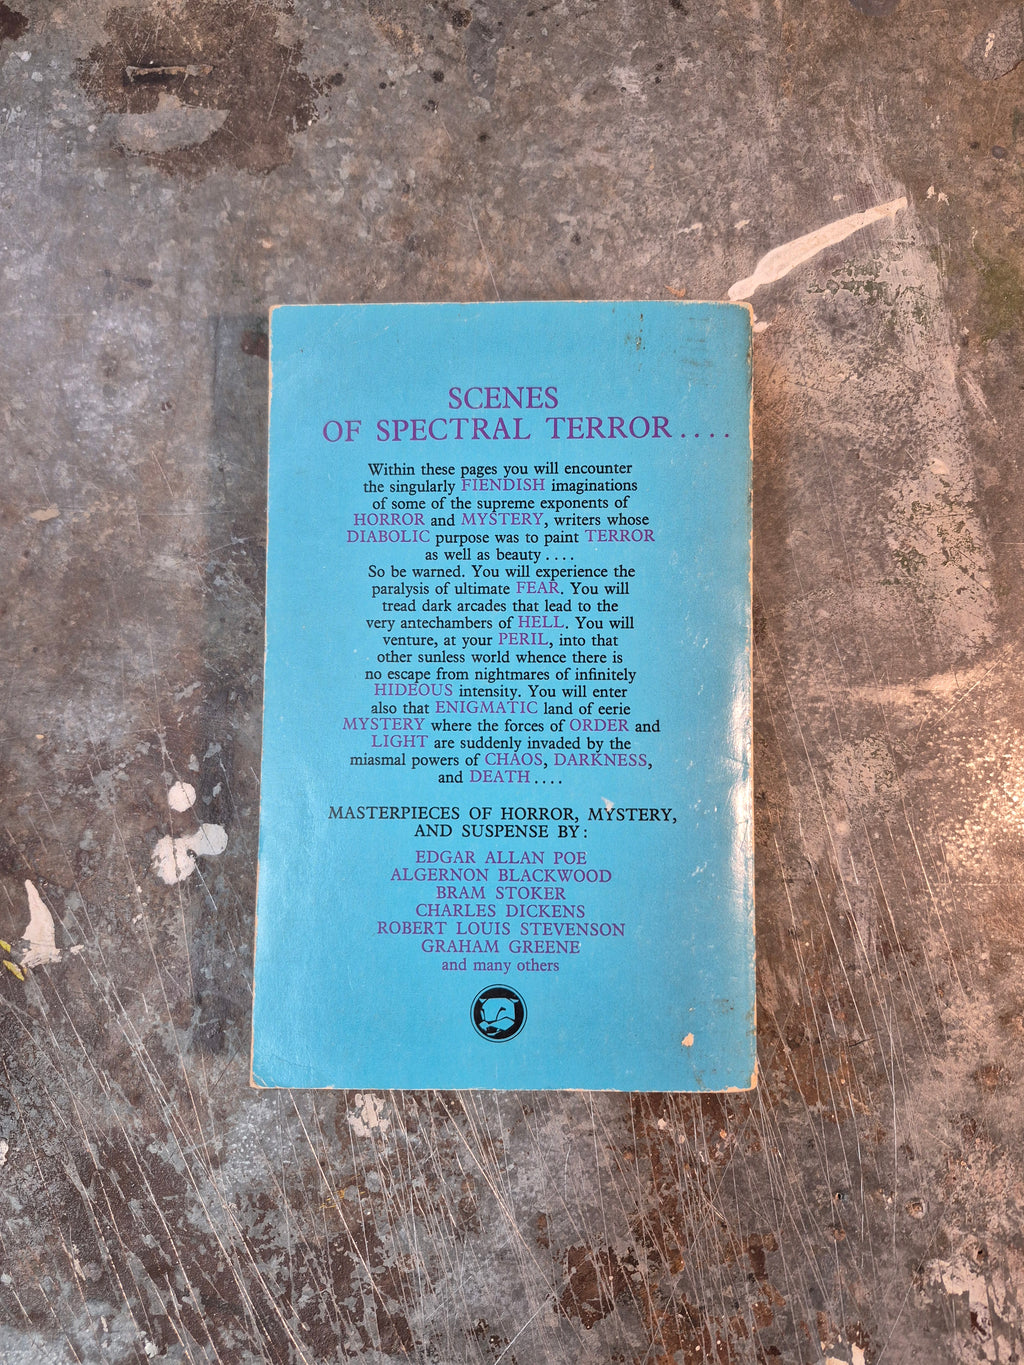 SCENES
OF SPECTRAL TERROR....
Within these pages you will encounter
the singularly FIENDISH imaginations
of some of the supreme exponents of
HORROR and MYSTERY, writers whose
DIABOLIC purpose was to paint TERROR
as well as beauty....
So be warned. You will experience the
paralysis of ultimate FEAR. You will
tread dark arcades that lead to the
very antechambers of HELL. You will
venture, at your PERIL, into that
other sunless world whence there is
no escape from nightmares of infinitely
HIDEOUS intensity. You will enter
also that ENIGMATIC land of eerie
MYSTERY where the forces of ORDER and
LIGHT are suddenly invaded by the
miasmal powers of CHAOS, DARKNESS,
and DEATH....
MASTERPIECES OF HORROR, MYSTERY,
AND SUSPENSE BY:
EDGAR ALLAN POE
ALGERNON BLACKWOOD
BRAM STOKER
CHARLES DICKENS
ROBERT LOUIS STEVENSON
GRAHAM GREENE
and many others